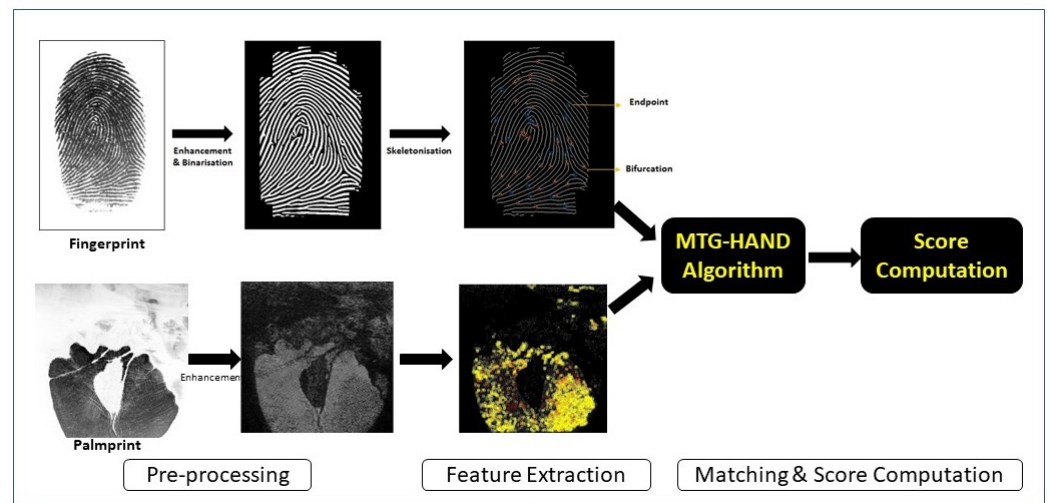 Enhancement
& Binarisation
Skeletonisation
Endpoint
Bifurcation
Fingerprint
MTG-HAND
Algorithm
Score
Computation
Enhancement
Palmprint
Pre-processing
Feature Extraction
Matching & Score Computation